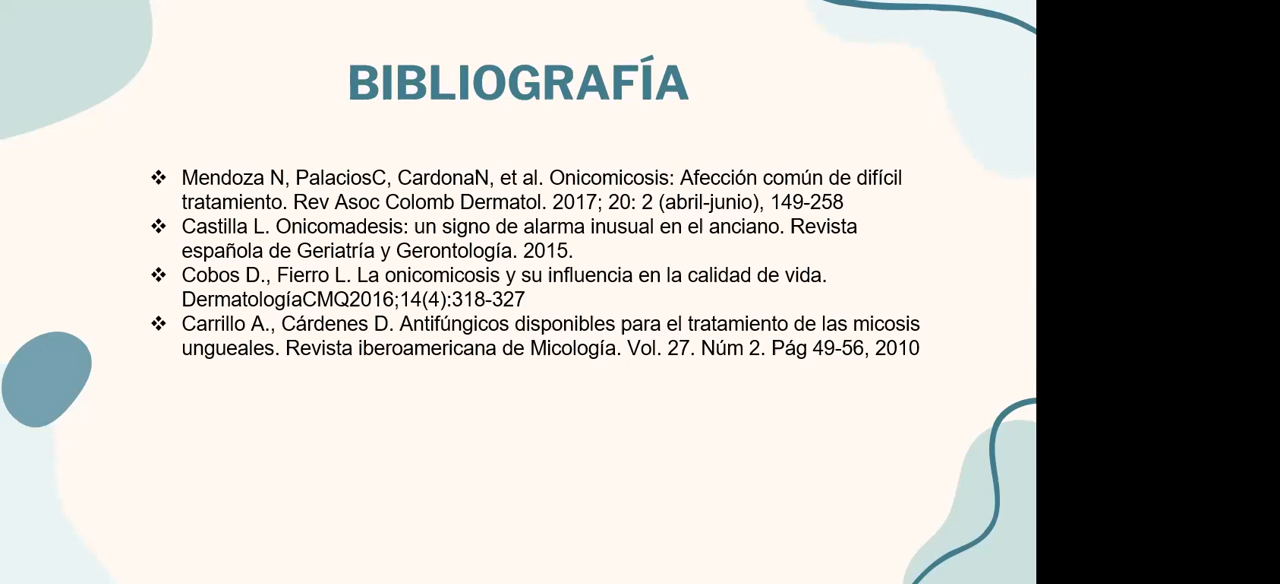 BIBLIOGRAFÍA
❖ Mendoza N, PalaciosC, CardonaN, et al. Onicomicosis: Afección común de difícil
tratamiento. Rev Asoc Colomb Dermatol. 2017; 20: 2 (abril-junio), 149-258
❖ Castilla L. Onicomadesis: un signo de alarma inusual en el anciano. Revista
española de Geriatría y Gerontología. 2015.
❖ Cobos D., Fierro L. La onicomicosis y su influencia en la calidad de vida.
DermatologíaCMQ2016;14(4):318-327
❖ Carrillo A., Cárdenes D. Antifúngicos disponibles para el tratamiento de las micosis
ungueales. Revista iberoamericana de Micología. Vol. 27. Núm 2. Pág 49-56, 2010